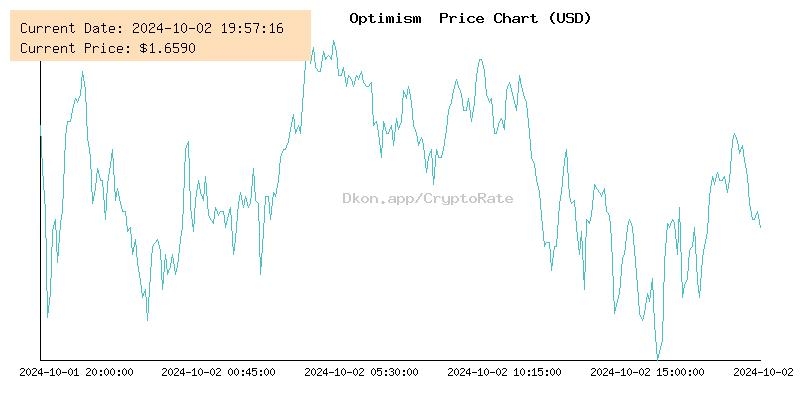 Optimism  Price Chart (USD)
Current Date: 2024-10-02 19:57:16
Current Price: $1.6590
Dkon.app/CryptoRate
2024-10-01 20:00:00 2024-10-02 00:45:00 2024-10-02 05:30:00 2024-10-02 10:15:00 2024-10-02 15:00:00 2024-10-02